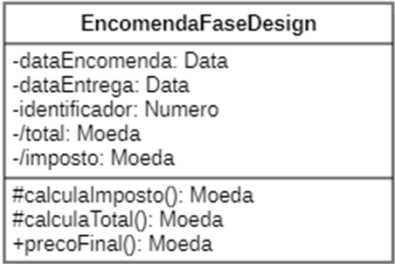 EncomendaFaseDesign
-dataEncomenda: Data
-dataEntrega: Data
-identificador: Numero
-/total: Moeda
-/imposto: Moeda
#calculaImposto(): Moeda
#calculaTotal(): Moeda
+precoFinal(): Moeda